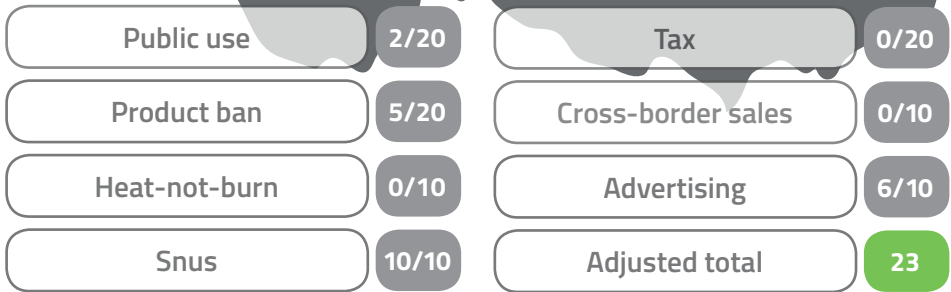 Public use 2/20
Tax 0/20
Product ban 5/20
Cross-border sales 0/10
Heat-not-burn 0/10
Advertising 6/10
Snus 10/10
Adjusted total 23